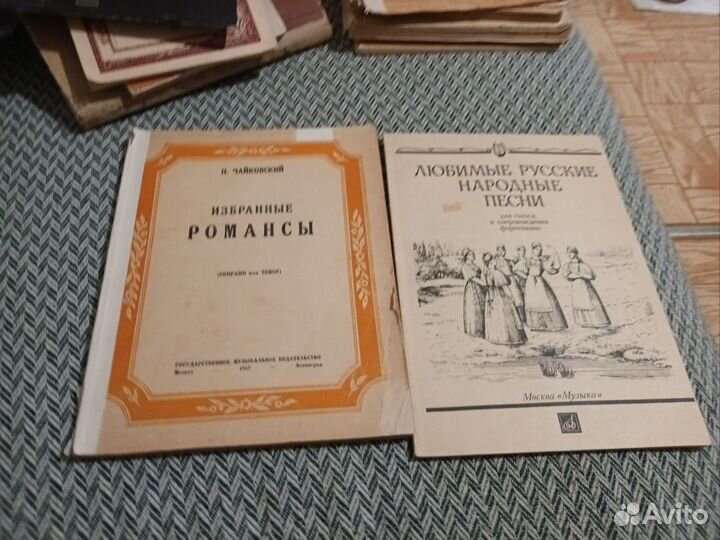 П. ЧАЙКОВСКИЙ
ИЗБРАННЫЕ
РОМАНСЫ
(СОПРАНО или ТЕНОР)
ГОСУДАРСТВЕННОЕ МУЗЫКАЛЬНОЕ ИЗДАТЕЛЬСТВО
Москва Ленинград
ЛЮБИМЫЕ РУССКИЕ
НАРОДНЫЕ
ПЕСНИ
для голоса
в сопровождении
фортепиано
Москва «Музыка»
Avito